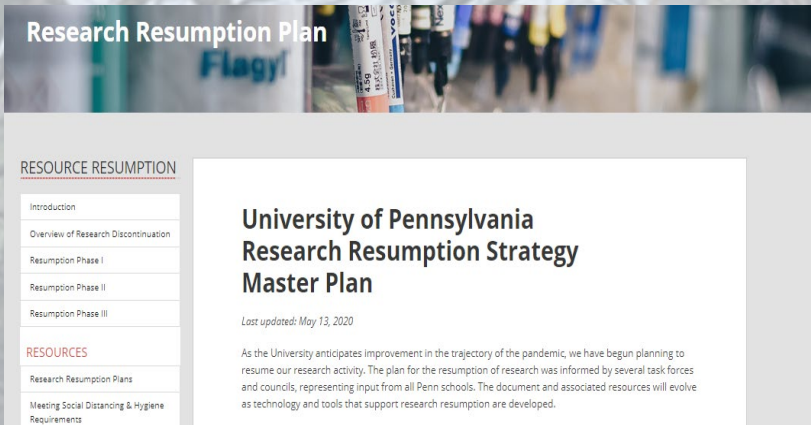 Research Resumption Plan
Flagyl
4.5g
RESOURCE RESUMPTION
Introduction
Overview of Research Discontinuation
Resumption Phase I
Resumption Phase II
Resumption Phase III
RESOURCES
Research Resumption Plans
Meeting Social Distancing & Hygiene
Requirements
University of Pennsylvania
Research Resumption Strategy
Master Plan
Last updated: May 13, 2020
As the University anticipates improvement in the trajectory of the pandemic, we have begun planning to
resume our research activity. The plan for the resumption of research was informed by several task forces
and councils, representing input from all Penn schools. The document and associated resources will evolve
as technology and tools that support research resumption are developed.